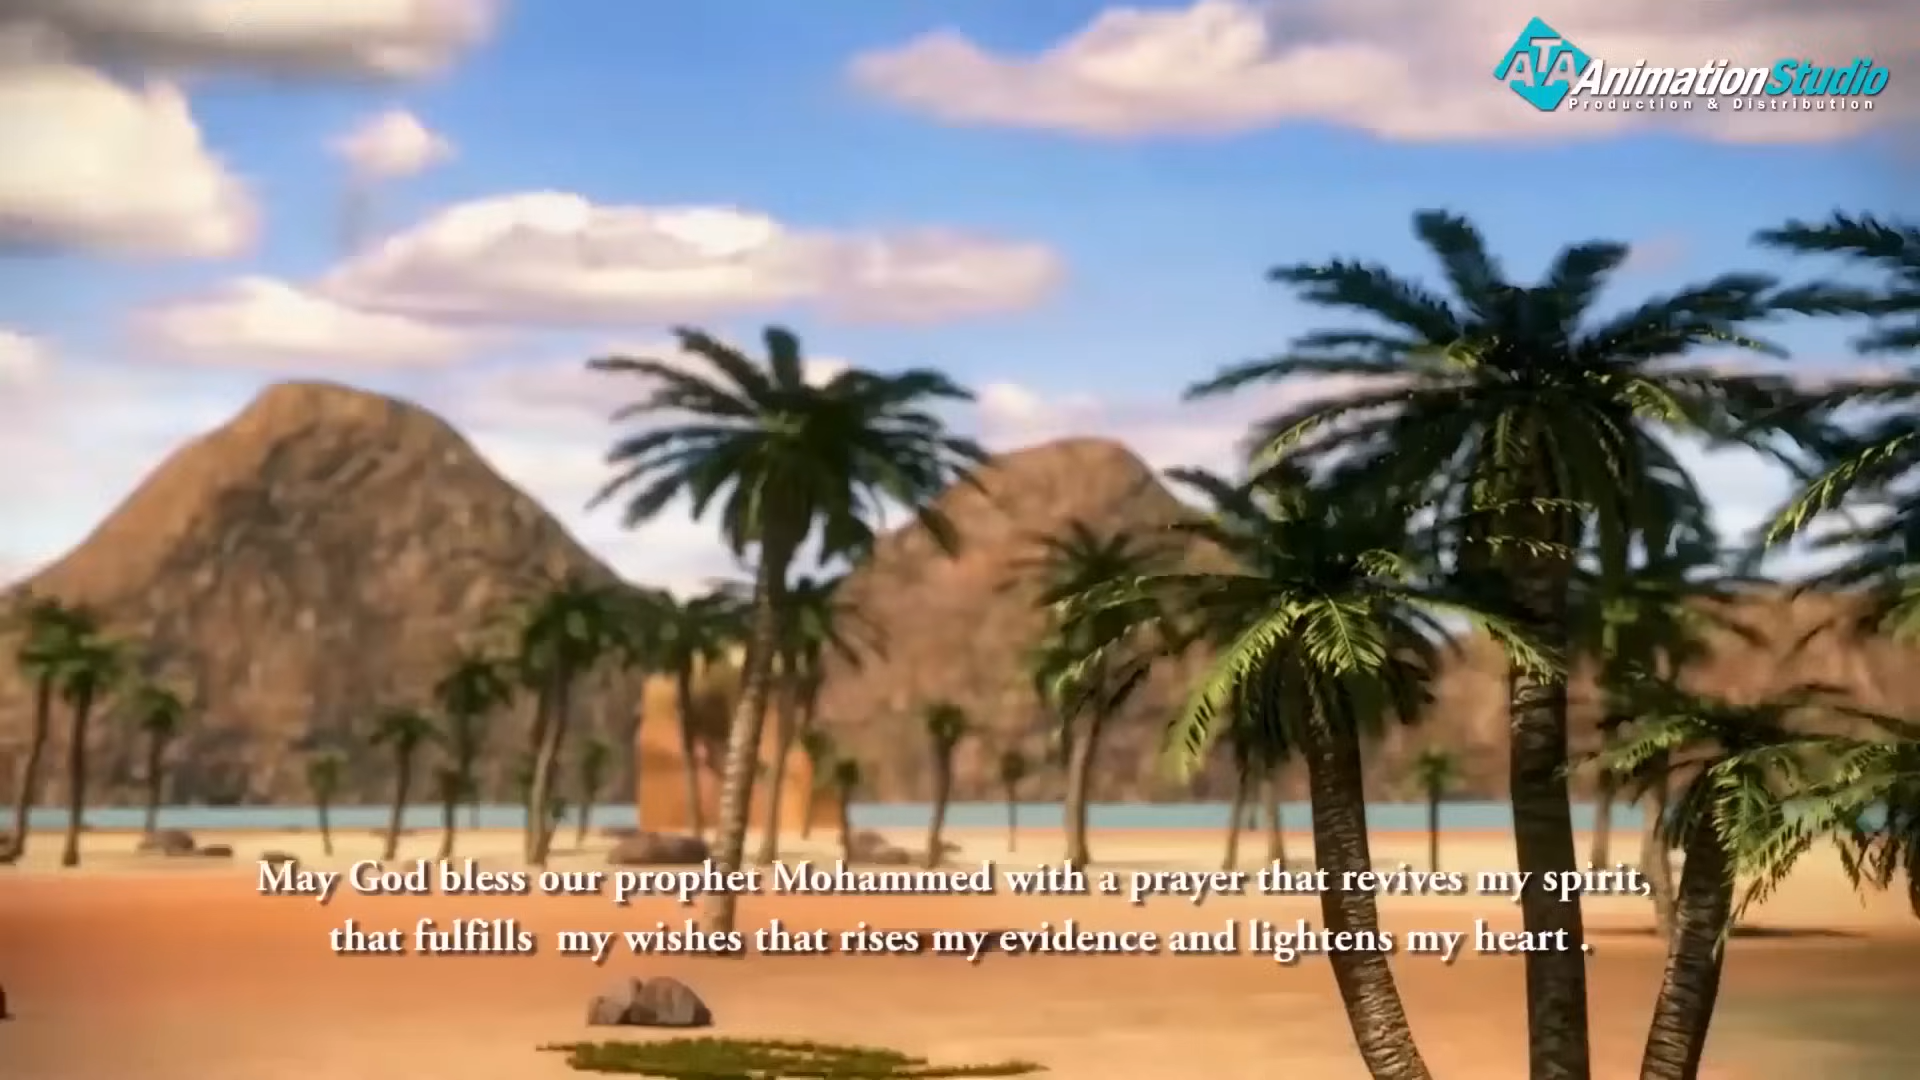 ATA AnimationStudio
Production & Distribution
May God bless our prophet Mohammed with a prayer that revives my spirit,
that fulfills  my wishes that rises my evidence and lightens my heart .